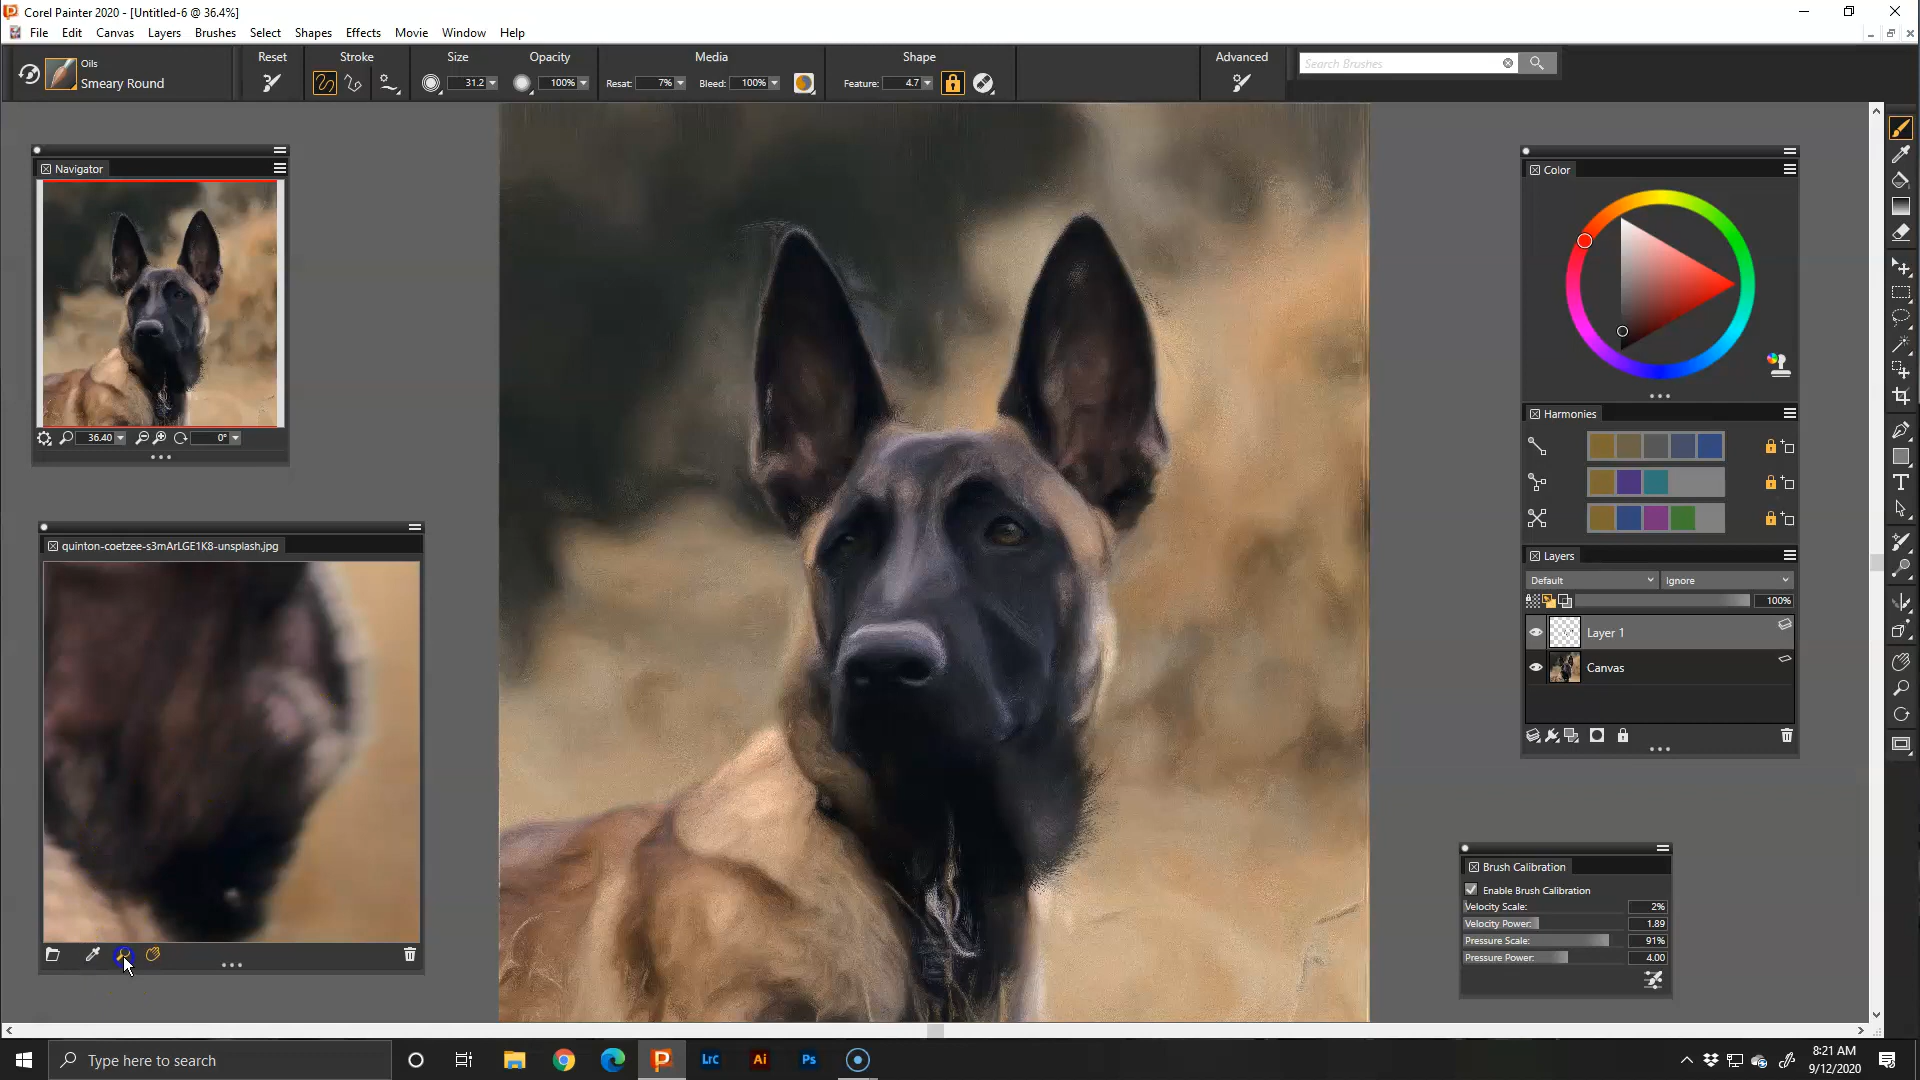 Corel Painter 2020 - [Untitled-6 @ 36.4%]
File Edit Canvas Layers Brushes Select Shapes Effects Movie Window Help
Reset Stroke Size Opacity Media Shape Advanced
Oils
Smeary Round
31.2 100% Resat: 7% Bleed: 100% Feature: 4.7
Search Brushes
Navigator
36.40 0°
quinton-coetzee-s3mArLGE1K8-unsplash.jpg
Color
Harmonies
Layers
Default Ignore
100%
Layer 1
Canvas
Brush Calibration
Enable Brush Calibration
Velocity Scale: 2%
Velocity Power: 1.89
Pressure Scale: 91%
Pressure Power: 4.00
Type here to search
Lrc Ai Ps
8:21 AM
9/12/2020